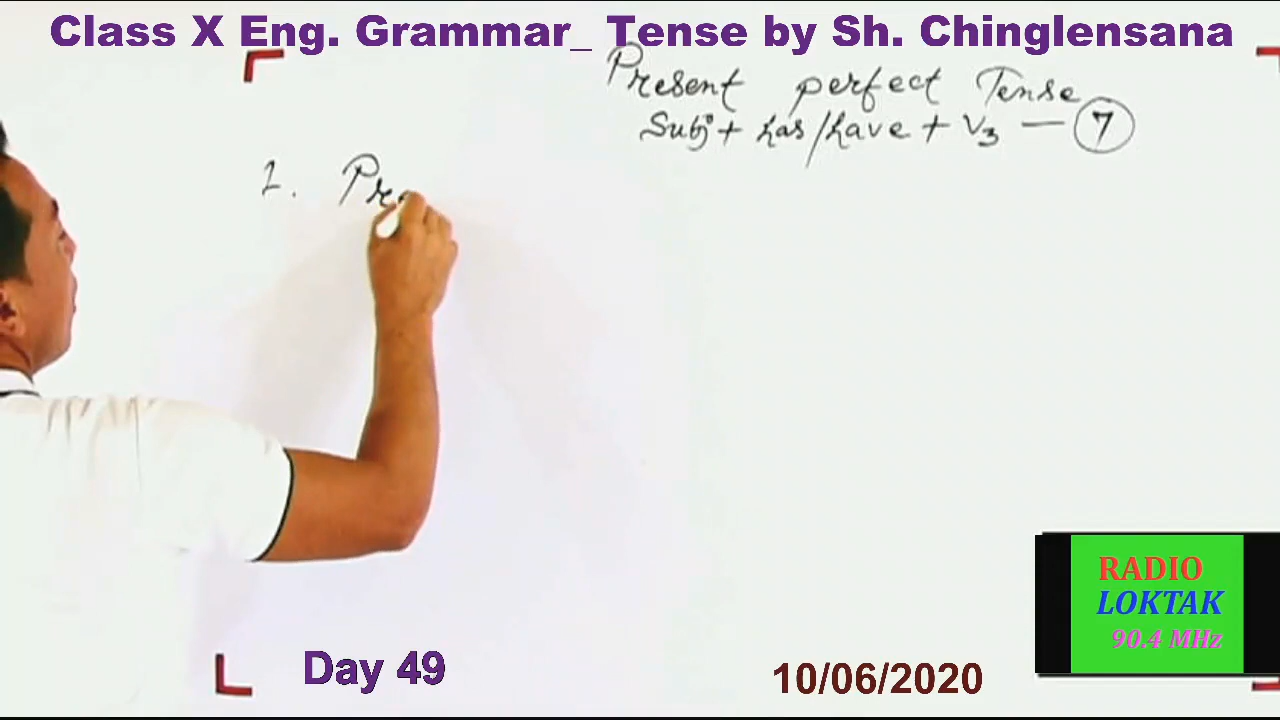 Class X Eng. Grammar_ Tense by Sh. Chinglensana
Present perfect Tense
Subj + has/have + V3 — 7
1. Pre
RADIO
LOKTAK
90.4 MHz
Day 49
10/06/2020